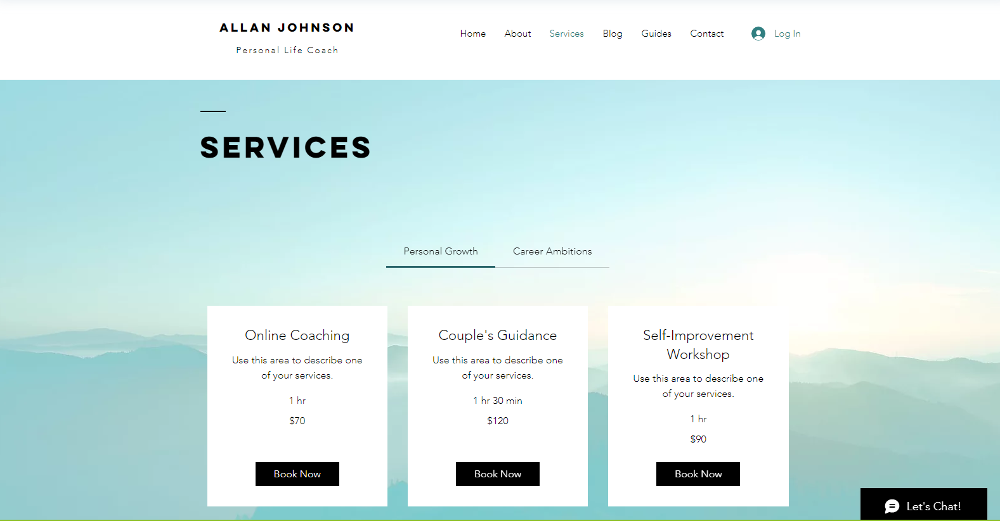 ALLAN JOHNSON
Personal Life Coach
Home About Services Blog Guides Contact Log In
SERVICES
Personal Growth Career Ambitions
Online Coaching
Use this area to describe one
of your services.
1 hr
$70
Book Now
Couple's Guidance
Use this area to describe one
of your services.
1 hr 30 min
$120
Book Now
Self-Improvement
Workshop
Use this area to describe one
of your services.
1 hr
$90
Book Now
Let's Chat!